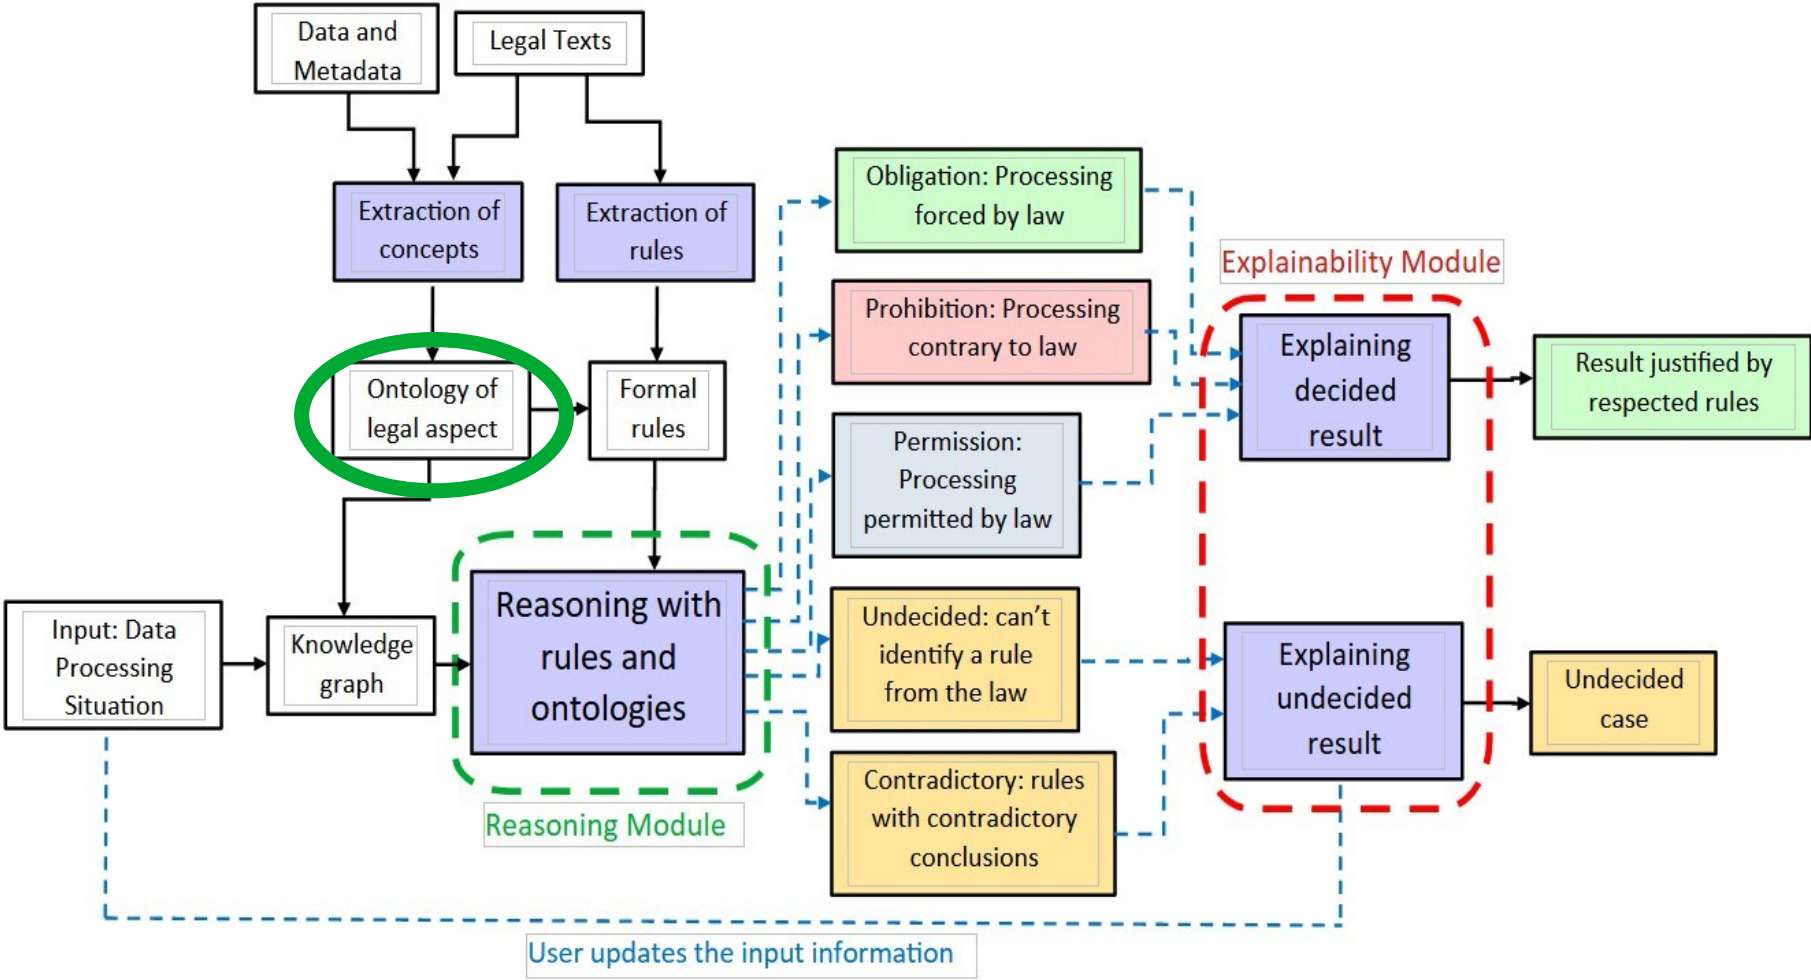 Data and
Metadata
Legal Texts
Extraction of
concepts
Extraction of
rules
Obligation: Processing
forced by law
Explainability Module
Prohibition: Processing
contrary to law
Explaining
decided
result
Result justified by
respected rules
Ontology of
legal aspect
Formal
rules
Permission:
Processing
permitted by law
Input: Data
Processing
Situation
Knowledge
graph
Reasoning with
rules and
ontologies
Undecided: can't
identify a rule
from the law
Explaining
undecided
result
Undecided
case
Reasoning Module
Contradictory: rules
with contradictory
conclusions
User updates the input information